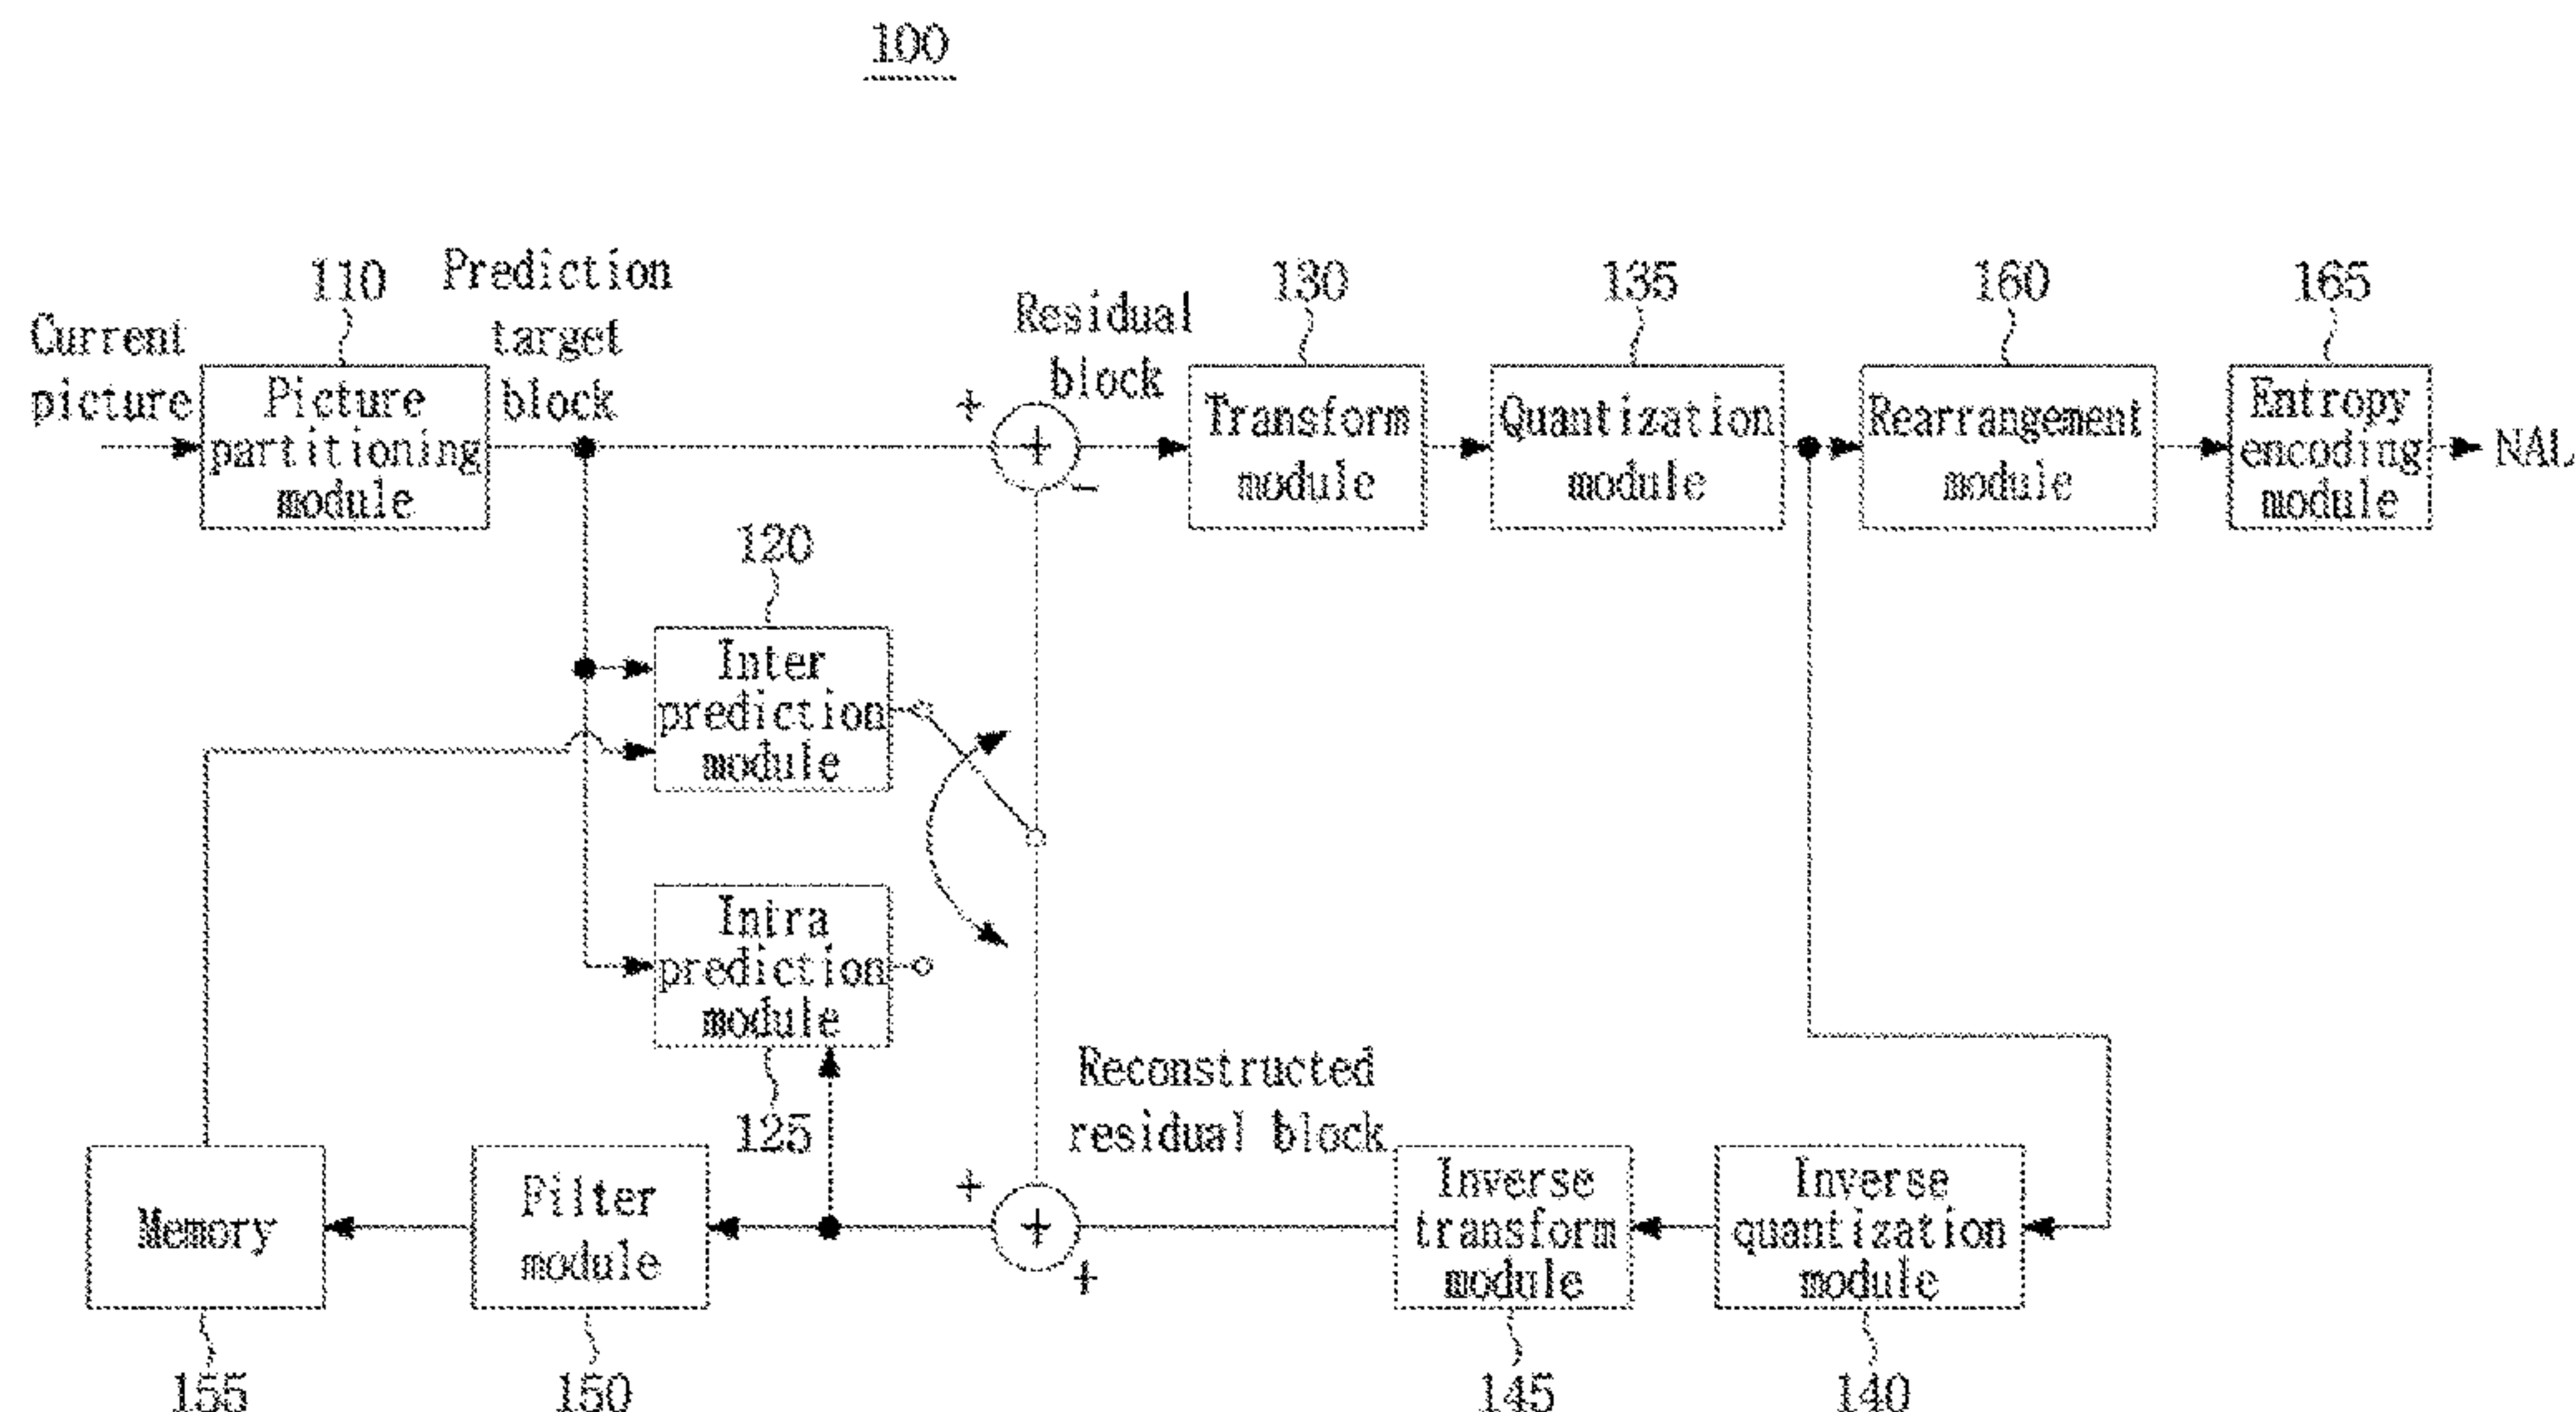 100
110
Prediction
target
block
Current
picture
Picture
partitioning
module
Residual
block
130
135
160
165
+
+
−
Transform
module
Quantization
module
Rearrangement
module
Entropy
encoding
module
NAL
120
Inter
prediction
module
Intra
prediction
module
125
Reconstructed
residual block
+
+
+
Memory
Filter
module
Inverse
transform
module
Inverse
quantization
module
155
150
145
140